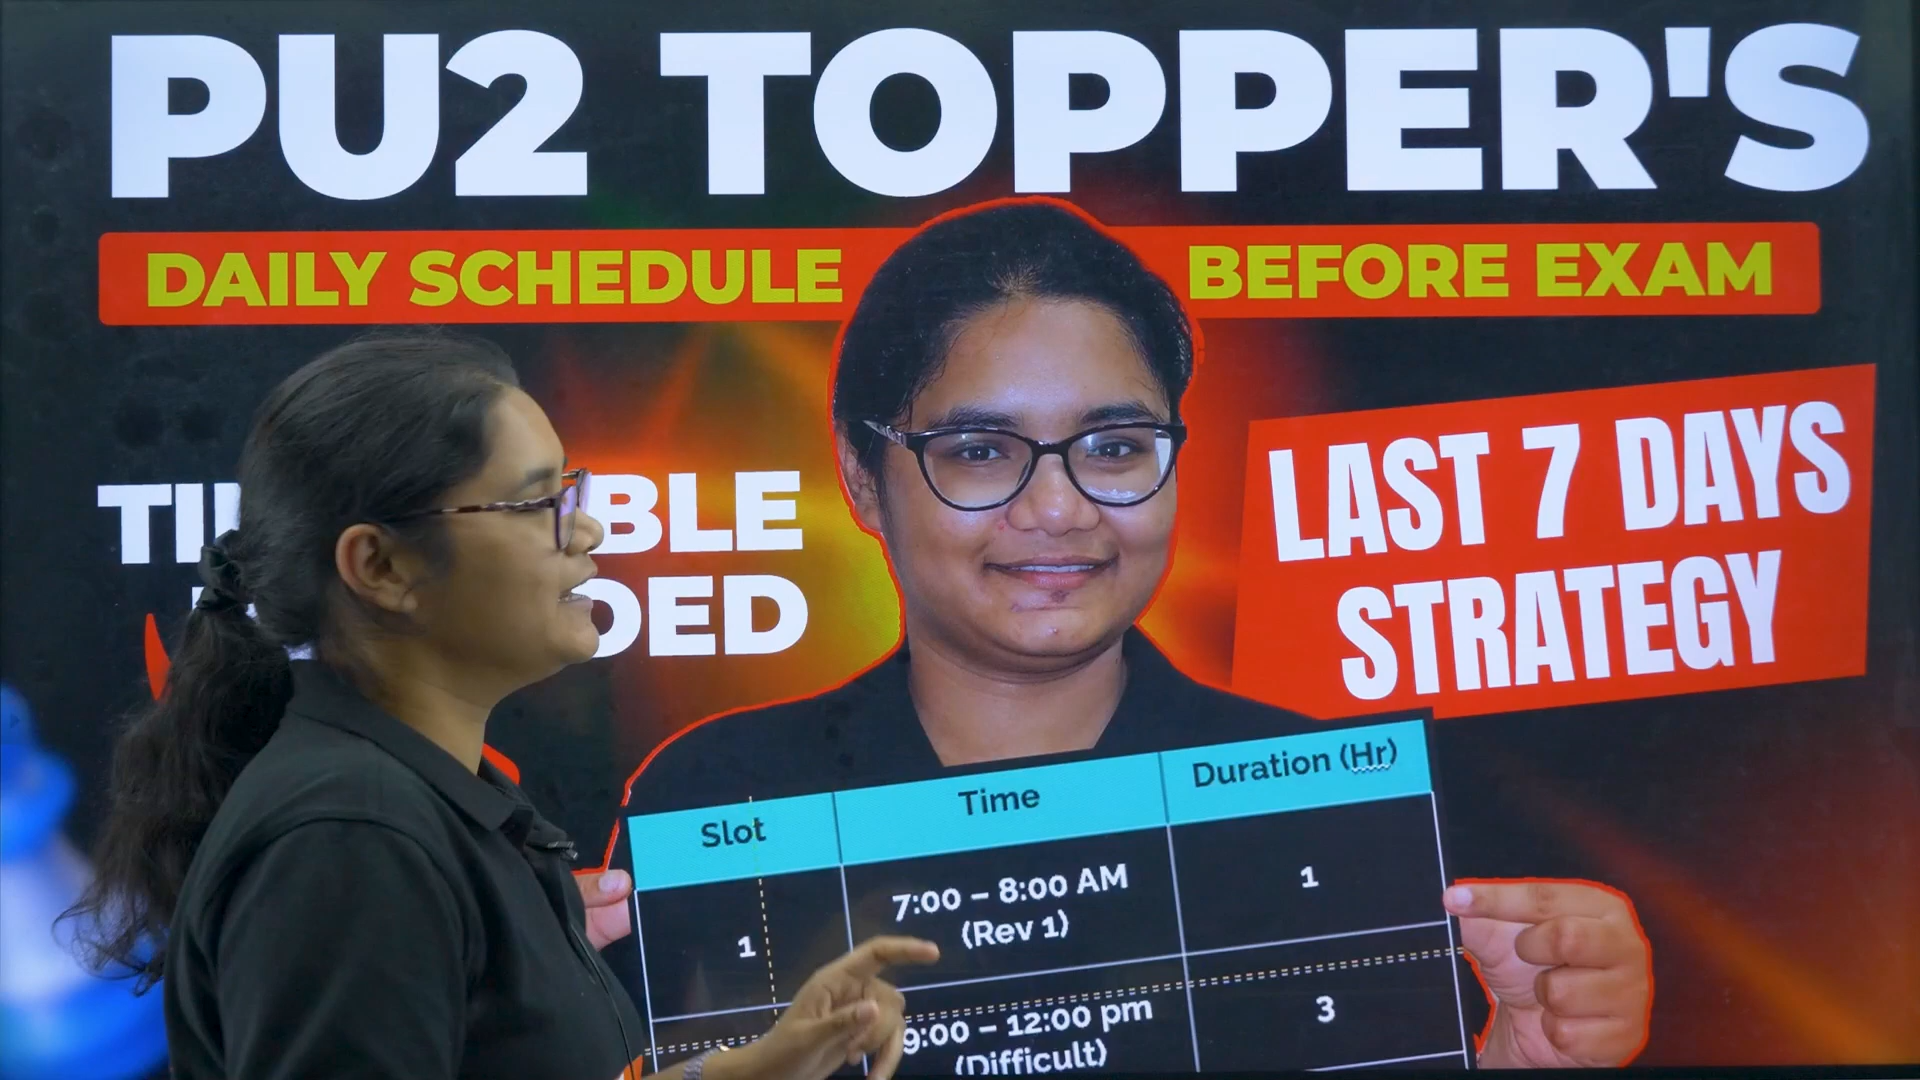 PU2 TOPPER'S
DAILY SCHEDULE BEFORE EXAM
BLE
DED
LAST 7 DAYS
STRATEGY
Slot Time Duration (Hr)
1 7:00 – 8:00 AM 1
(Rev 1)
9:00 – 12:00 pm 3
(Difficult)